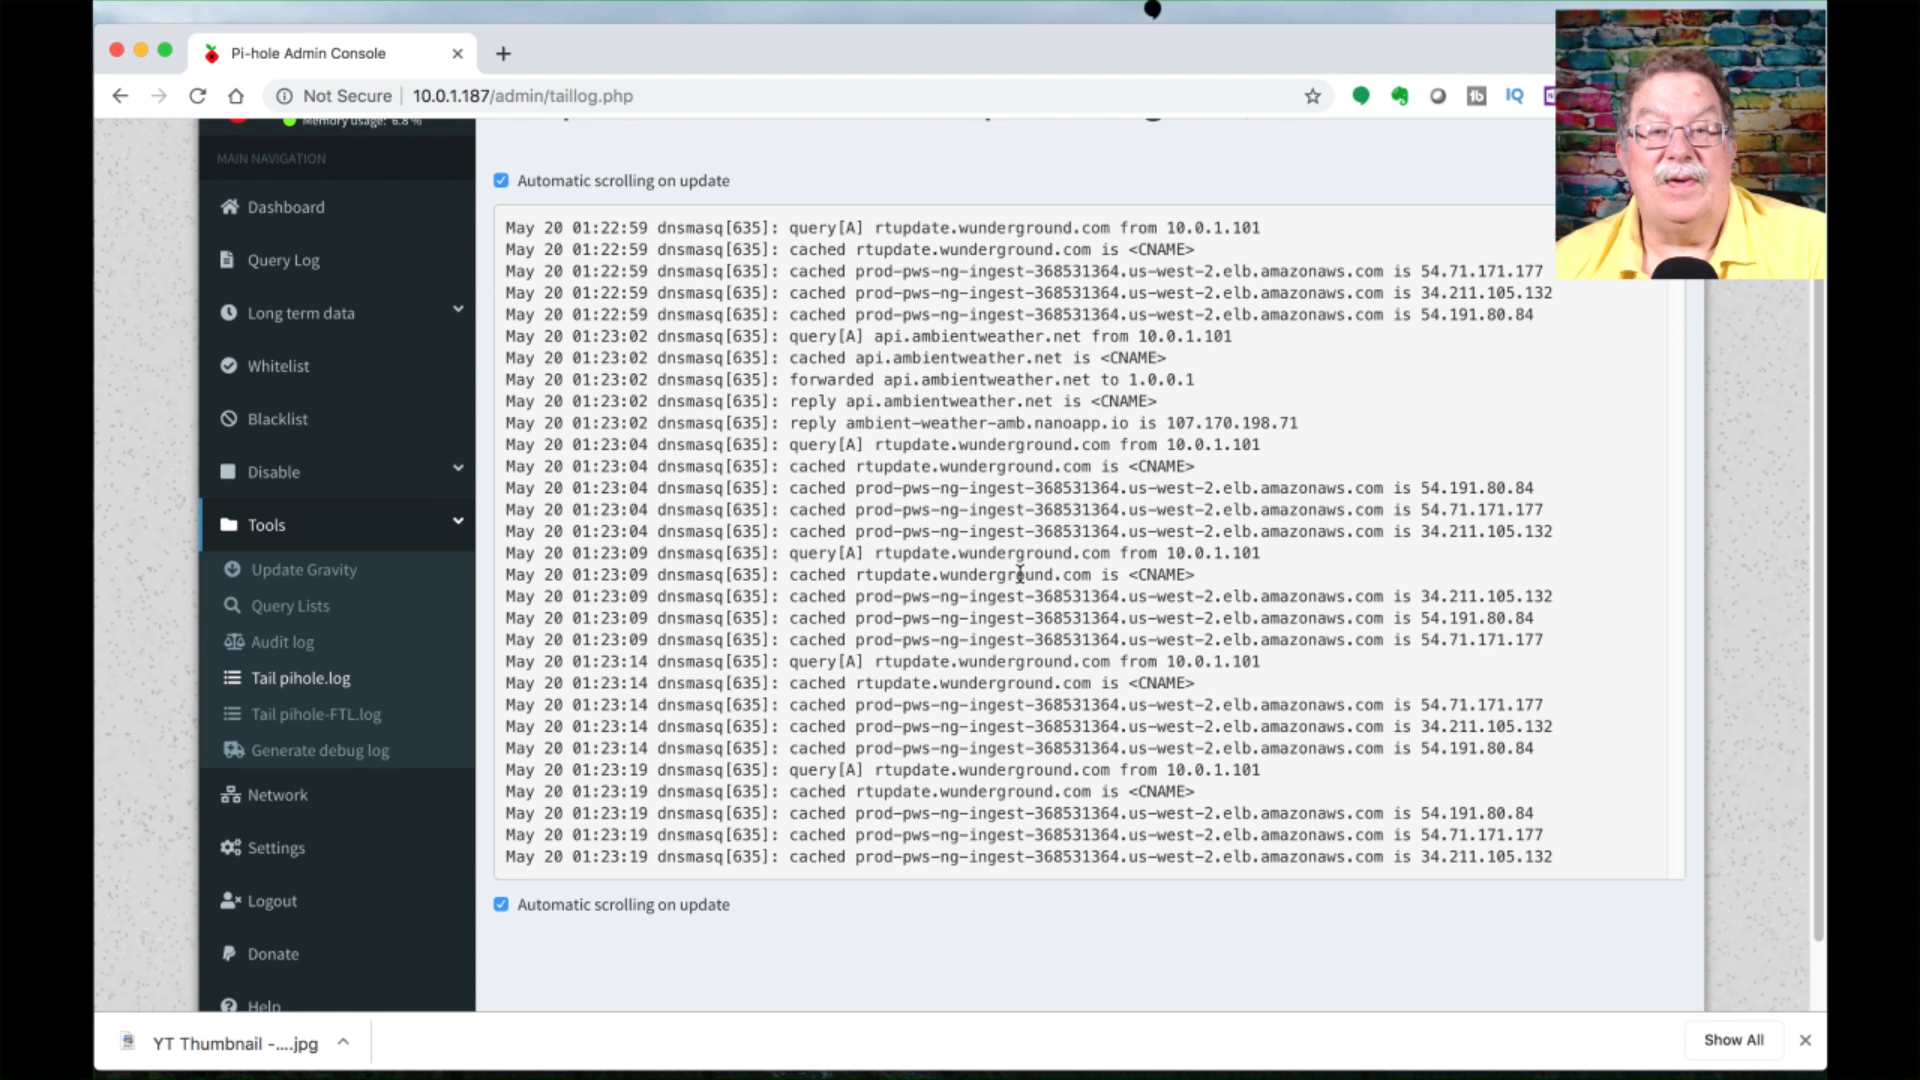 Pi-hole Admin Console
Not Secure
10.0.1.187/admin/taillog.php
tb
IQ
Memory usage: 6.8 %
MAIN NAVIGATION
Dashboard
Query Log
Long term data
Whitelist
Blacklist
Disable
Tools
Update Gravity
Query Lists
Audit log
Tail pihole.log
Tail pihole-FTL.log
Generate debug log
Network
Settings
Logout
Donate
Help
Automatic scrolling on update
May 20 01:22:59 dnsmasq[635]: query[A] rtupdate.wunderground.com from 10.0.1.101
May 20 01:22:59 dnsmasq[635]: cached rtupdate.wunderground.com is <CNAME>
May 20 01:22:59 dnsmasq[635]: cached prod-pws-ng-ingest-368531364.us-west-2.elb.amazonaws.com is 54.71.171.177
May 20 01:22:59 dnsmasq[635]: cached prod-pws-ng-ingest-368531364.us-west-2.elb.amazonaws.com is 34.211.105.132
May 20 01:22:59 dnsmasq[635]: cached prod-pws-ng-ingest-368531364.us-west-2.elb.amazonaws.com is 54.191.80.84
May 20 01:23:02 dnsmasq[635]: query[A] api.ambientweather.net from 10.0.1.101
May 20 01:23:02 dnsmasq[635]: cached api.ambientweather.net is <CNAME>
May 20 01:23:02 dnsmasq[635]: forwarded api.ambientweather.net to 1.0.0.1
May 20 01:23:02 dnsmasq[635]: reply api.ambientweather.net is <CNAME>
May 20 01:23:02 dnsmasq[635]: reply ambient-weather-amb.nanoapp.io is 107.170.198.71
May 20 01:23:04 dnsmasq[635]: query[A] rtupdate.wunderground.com from 10.0.1.101
May 20 01:23:04 dnsmasq[635]: cached rtupdate.wunderground.com is <CNAME>
May 20 01:23:04 dnsmasq[635]: cached prod-pws-ng-ingest-368531364.us-west-2.elb.amazonaws.com is 54.191.80.84
May 20 01:23:04 dnsmasq[635]: cached prod-pws-ng-ingest-368531364.us-west-2.elb.amazonaws.com is 54.71.171.177
May 20 01:23:04 dnsmasq[635]: cached prod-pws-ng-ingest-368531364.us-west-2.elb.amazonaws.com is 34.211.105.132
May 20 01:23:09 dnsmasq[635]: query[A] rtupdate.wunderground.com from 10.0.1.101
May 20 01:23:09 dnsmasq[635]: cached rtupdate.wunderground.com is <CNAME>
May 20 01:23:09 dnsmasq[635]: cached prod-pws-ng-ingest-368531364.us-west-2.elb.amazonaws.com is 34.211.105.132
May 20 01:23:09 dnsmasq[635]: cached prod-pws-ng-ingest-368531364.us-west-2.elb.amazonaws.com is 54.191.80.84
May 20 01:23:09 dnsmasq[635]: cached prod-pws-ng-ingest-368531364.us-west-2.elb.amazonaws.com is 54.71.171.177
May 20 01:23:14 dnsmasq[635]: query[A] rtupdate.wunderground.com from 10.0.1.101
May 20 01:23:14 dnsmasq[635]: cached rtupdate.wunderground.com is <CNAME>
May 20 01:23:14 dnsmasq[635]: cached prod-pws-ng-ingest-368531364.us-west-2.elb.amazonaws.com is 54.71.171.177
May 20 01:23:14 dnsmasq[635]: cached prod-pws-ng-ingest-368531364.us-west-2.elb.amazonaws.com is 34.211.105.132
May 20 01:23:14 dnsmasq[635]: cached prod-pws-ng-ingest-368531364.us-west-2.elb.amazonaws.com is 54.191.80.84
May 20 01:23:19 dnsmasq[635]: query[A] rtupdate.wunderground.com from 10.0.1.101
May 20 01:23:19 dnsmasq[635]: cached rtupdate.wunderground.com is <CNAME>
May 20 01:23:19 dnsmasq[635]: cached prod-pws-ng-ingest-368531364.us-west-2.elb.amazonaws.com is 54.191.80.84
May 20 01:23:19 dnsmasq[635]: cached prod-pws-ng-ingest-368531364.us-west-2.elb.amazonaws.com is 54.71.171.177
May 20 01:23:19 dnsmasq[635]: cached prod-pws-ng-ingest-368531364.us-west-2.elb.amazonaws.com is 34.211.105.132
Automatic scrolling on update
YT Thumbnail -....jpg
Show All